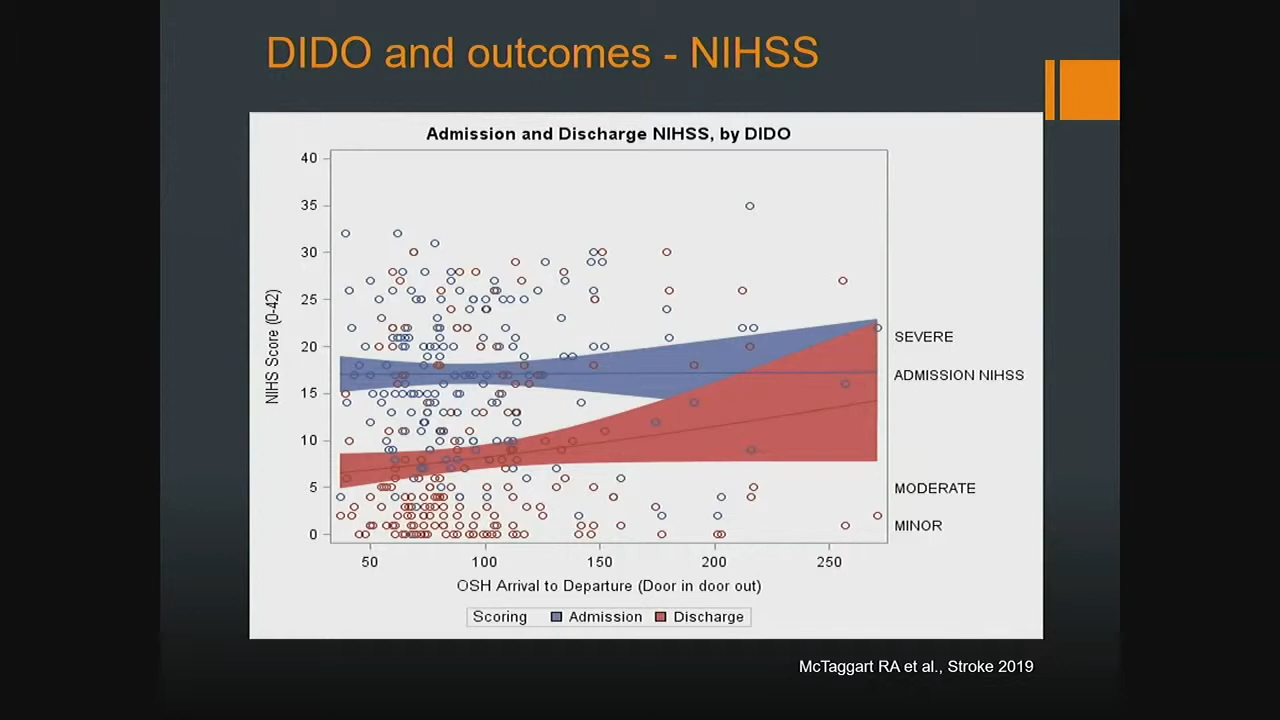 DIDO and outcomes - NIHSS
Admission and Discharge NIHSS, by DIDO
40
35
30
25
20
15
10
5
0
NIHS Score (0-42)
SEVERE
ADMISSION NIHSS
MODERATE
MINOR
50 100 150 200 250
OSH Arrival to Departure (Door in door out)
Scoring Admission Discharge
McTaggart RA et al., Stroke 2019